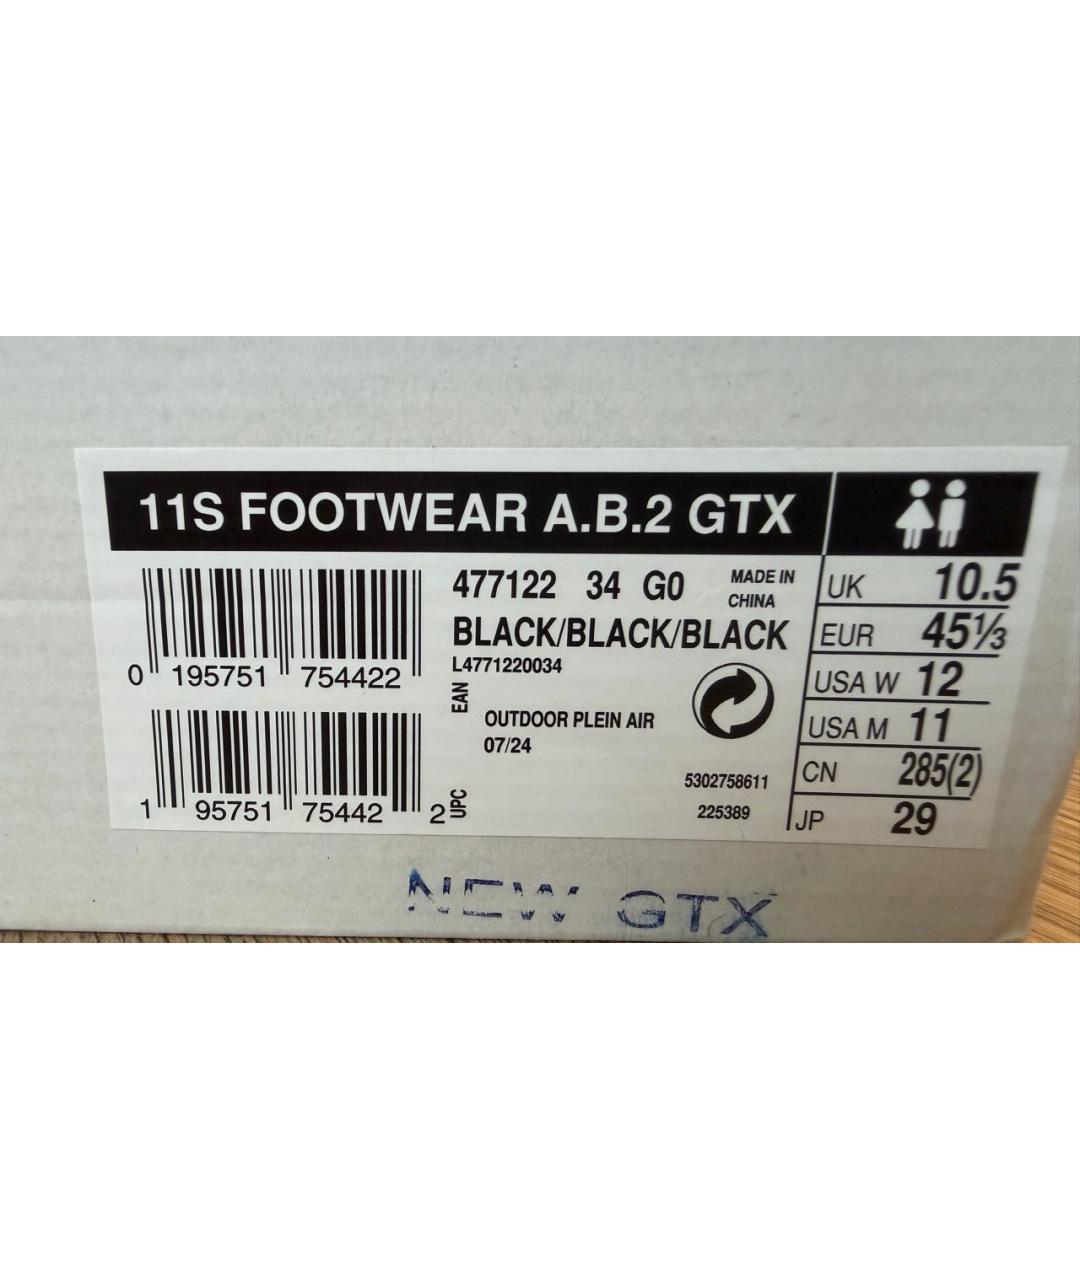 11S FOOTWEAR A.B.2 GTX
0 195751 754422
EAN
1 95751 75442 2
UPC
477122 34 G0
MADE IN
CHINA
BLACK/BLACK/BLACK
L4771220034
OUTDOOR PLEIN AIR
07/24
5302758611
225389
UK 10.5
EUR 45⅓
USA W 12
USA M 11
CN 285(2)
JP 29
NEW GTX